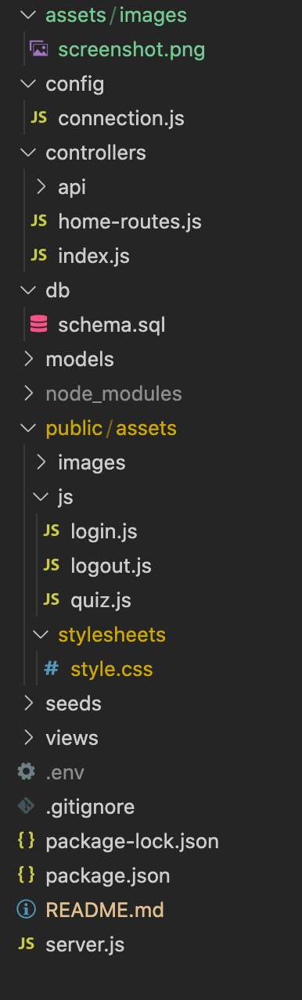 assets/images
screenshot.png
config
JS connection.js
controllers
api
JS home-routes.js
JS index.js
db
schema.sql
models
node_modules
public/assets
images
js
JS login.js
JS logout.js
JS quiz.js
stylesheets
# style.css
seeds
views
.env
.gitignore
{} package-lock.json
{} package.json
README.md
JS server.js